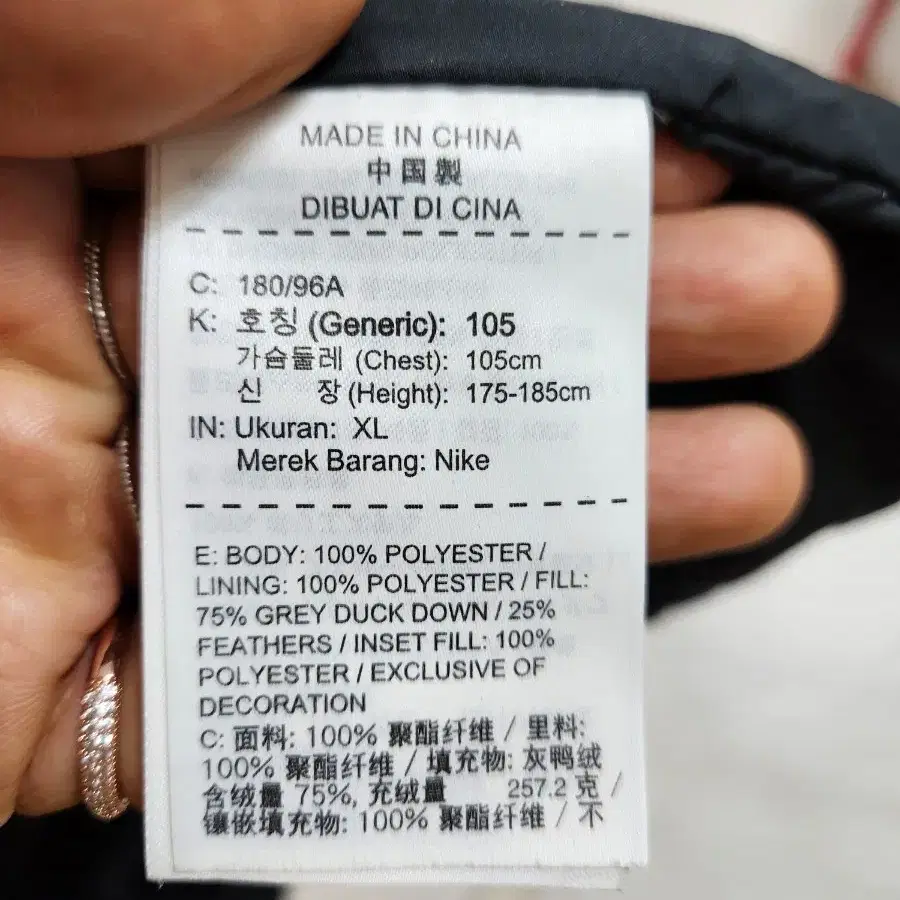 MADE IN CHINA
中国製
DIBUAT DI CINA
C: 180/96A
K: 호칭 (Generic): 105
가슴둘레 (Chest): 105cm
신 장 (Height): 175-185cm
IN: Ukuran: XL
Merek Barang: Nike
E: BODY: 100% POLYESTER /
LINING: 100% POLYESTER / FILL:
75% GREY DUCK DOWN / 25%
FEATHERS / INSET FILL: 100%
POLYESTER / EXCLUSIVE OF
DECORATION
C: 面料: 100% 聚酯纤维 / 里料:
100% 聚酯纤维 / 填充物: 灰鸭绒
含绒量 75%, 充绒量 257.2 克 /
镶嵌填充物: 100% 聚酯纤维 / 不